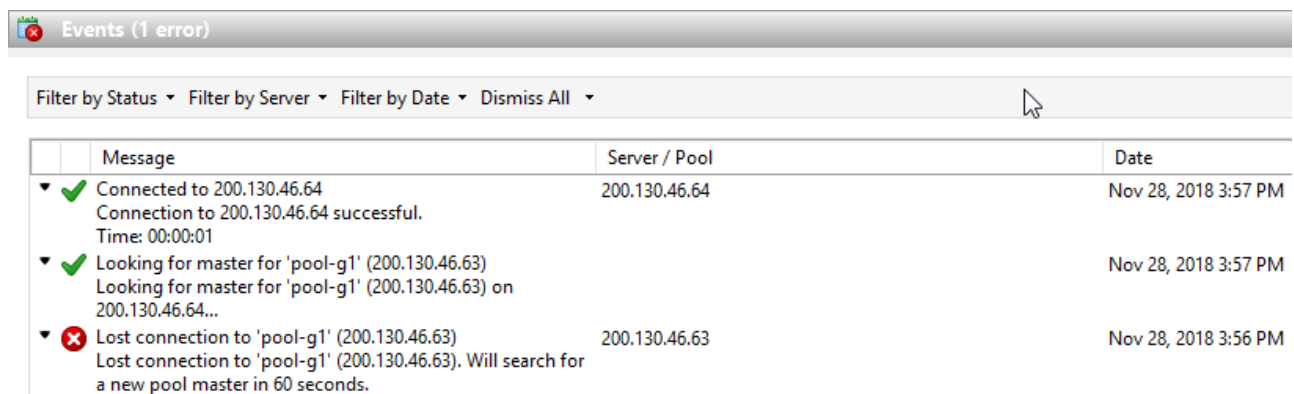 Events (1 error)
Filter by Status Filter by Server Filter by Date Dismiss All
Message Server / Pool Date
Connected to 200.130.46.64 200.130.46.64 Nov 28, 2018 3:57 PM
Connection to 200.130.46.64 successful.
Time: 00:00:01
Looking for master for 'pool-g1' (200.130.46.63) Nov 28, 2018 3:57 PM
Looking for master for 'pool-g1' (200.130.46.63) on
200.130.46.64...
Lost connection to 'pool-g1' (200.130.46.63) 200.130.46.63 Nov 28, 2018 3:56 PM
Lost connection to 'pool-g1' (200.130.46.63). Will search for
a new pool master in 60 seconds.